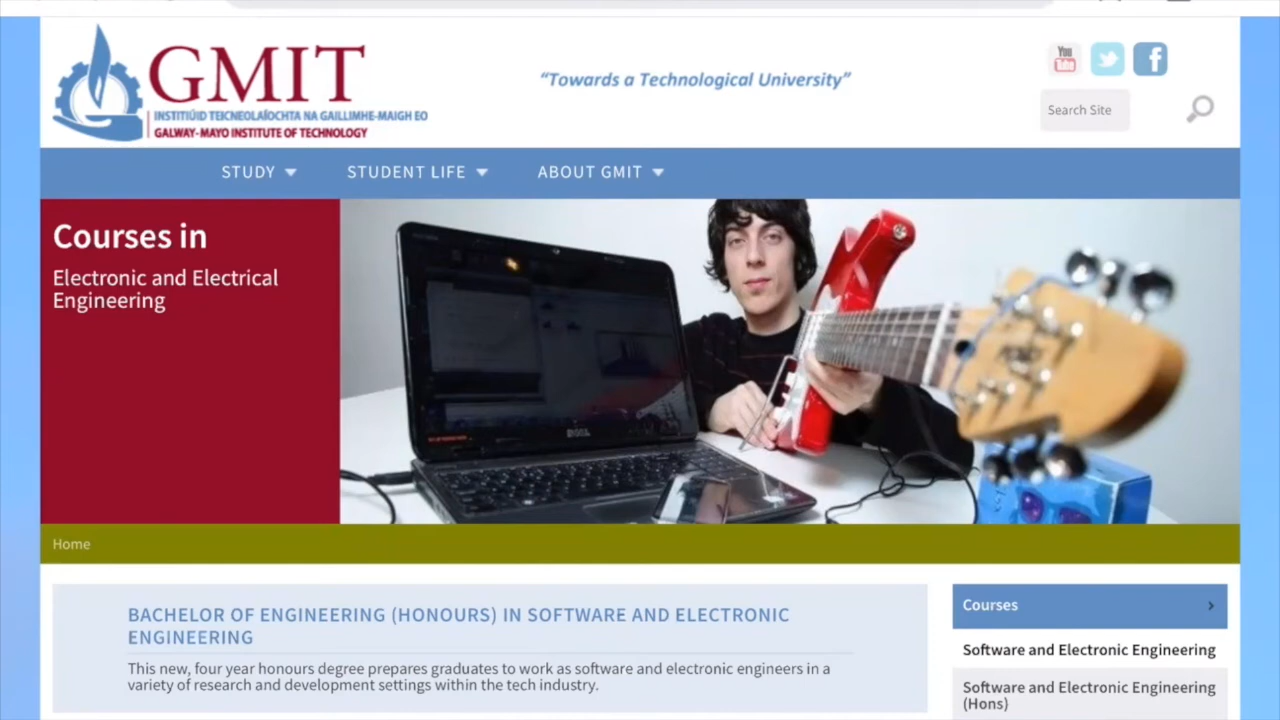 GMIT
INSTITIÚID TEICNEOLAÍOCHTA NA GAILLIMHE-MAIGH EO
GALWAY-MAYO INSTITUTE OF TECHNOLOGY
“Towards a Technological University”
You
Tube
f
Search Site
STUDY
STUDENT LIFE
ABOUT GMIT
Courses in
Electronic and Electrical
Engineering
DELL
Home
BACHELOR OF ENGINEERING (HONOURS) IN SOFTWARE AND ELECTRONIC
ENGINEERING
This new, four year honours degree prepares graduates to work as software and electronic engineers in a
variety of research and development settings within the tech industry.
Courses
Software and Electronic Engineering
Software and Electronic Engineering
(Hons)